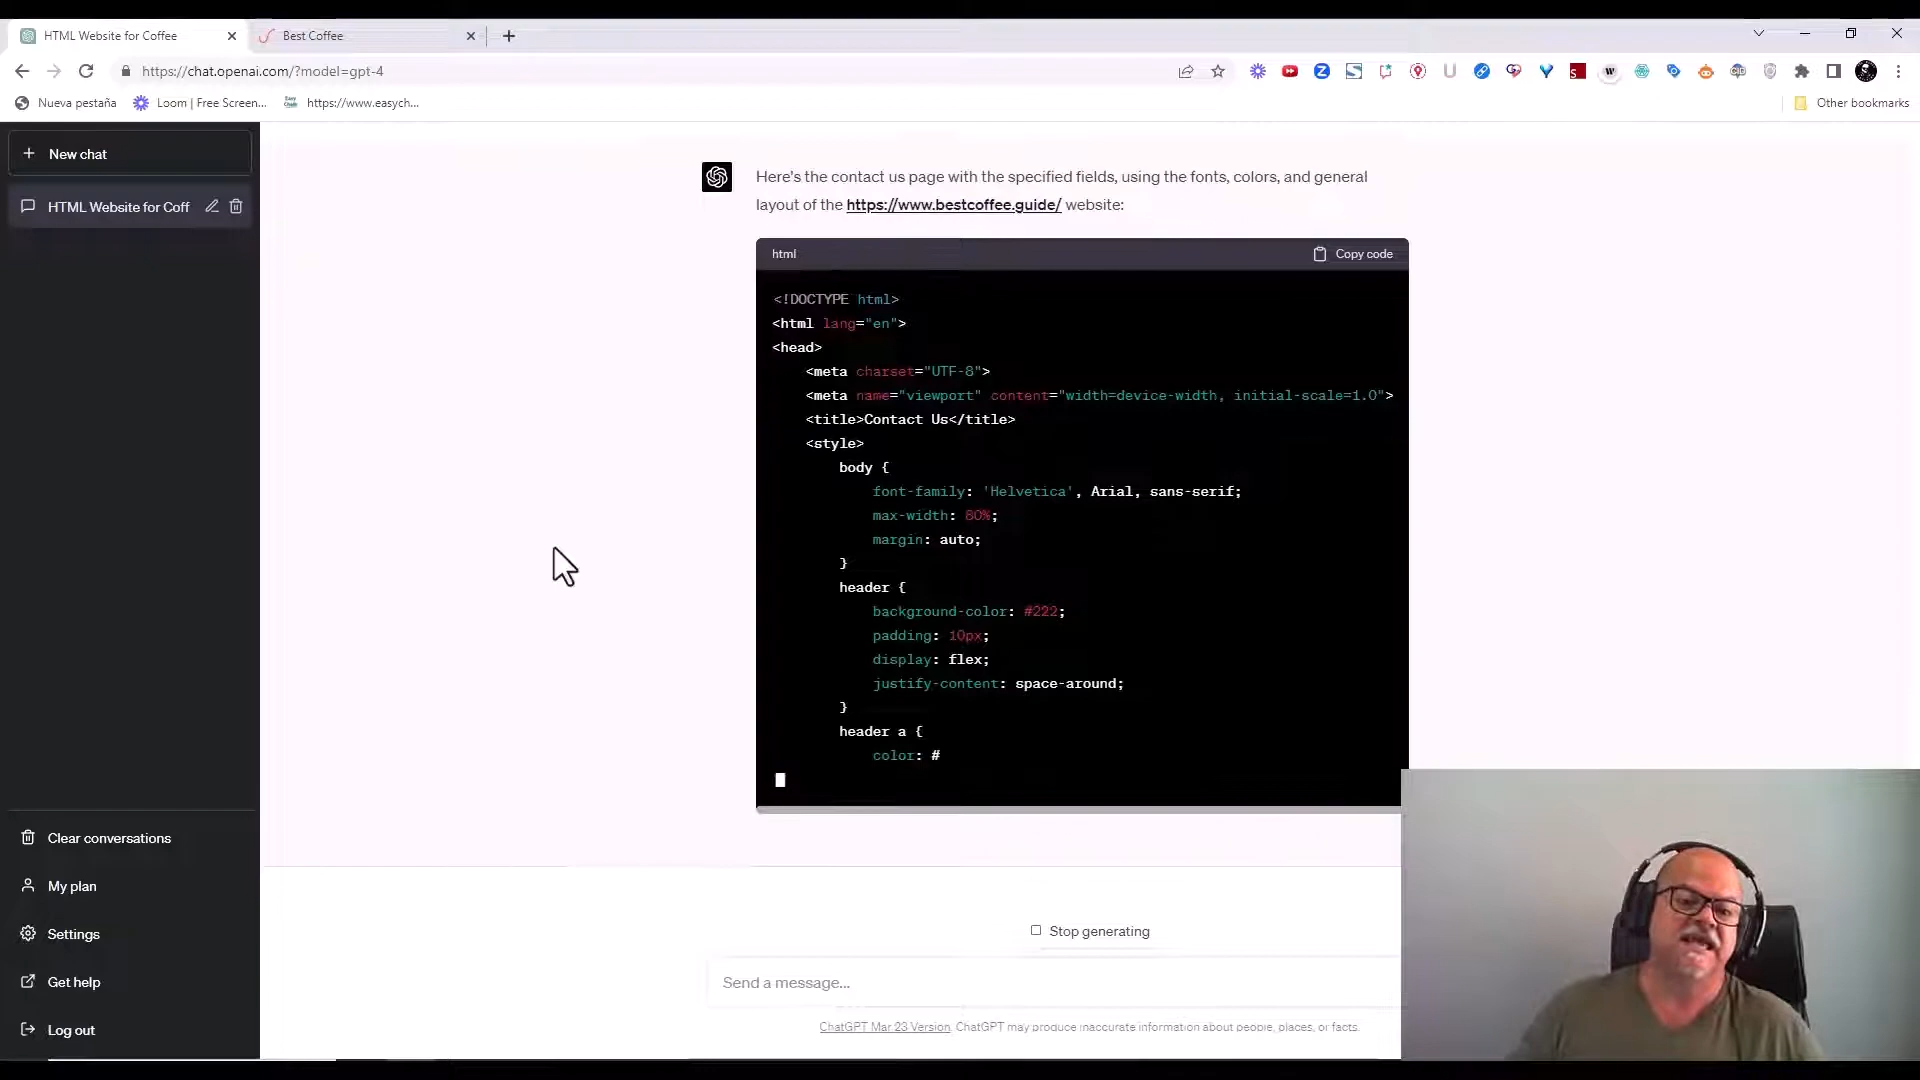 HTML Website for Coffee
Best Coffee
https://chat.openai.com/?model=gpt-4
Nueva pestaña
Loom | Free Screen...
https://www.easych...
Other bookmarks
New chat
HTML Website for Coff
Here's the contact us page with the specified fields, using the fonts, colors, and general
layout of the https://www.bestcoffee.guide/ website:
html
Copy code
<!DOCTYPE html>
<html lang="en">
<head>
<meta charset="UTF-8">
<meta name="viewport" content="width=device-width, initial-scale=1.0">
<title>Contact Us</title>
<style>
body {
font-family: 'Helvetica', Arial, sans-serif;
max-width: 80%;
margin: auto;
}
header {
background-color: #222;
padding: 10px;
display: flex;
justify-content: space-around;
}
header a {
color: #
Clear conversations
My plan
Settings
Get help
Log out
Stop generating
Send a message...
ChatGPT Mar 23 Version. ChatGPT may produce inaccurate information about people, places, or facts.